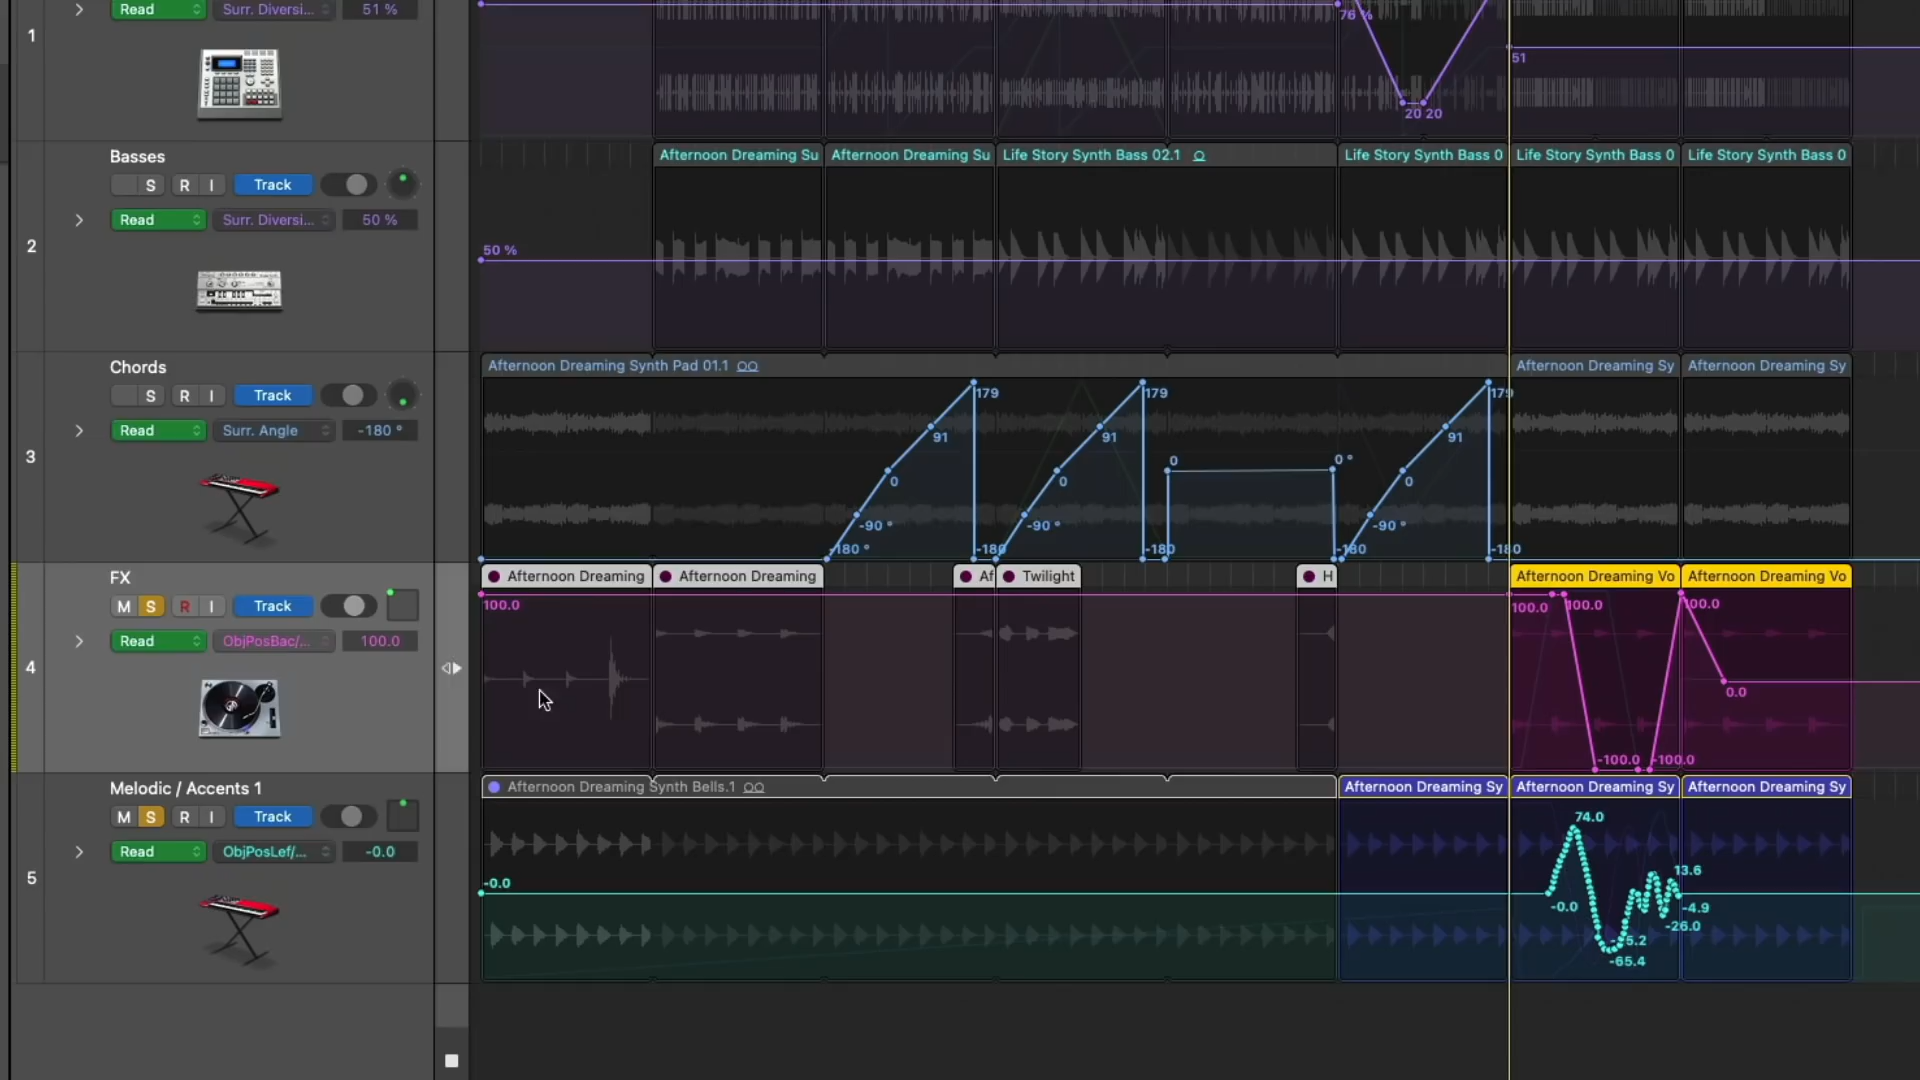 Read Surr. Diversi... 51 %
1
76 %
51
20 20
Basses
Afternoon Dreaming Su Afternoon Dreaming Su Life Story Synth Bass 02.1 Life Story Synth Bass 0 Life Story Synth Bass 0 Life Story Synth Bass 0
S R I Track
Read Surr. Diversi... 50 %
2
50 %
Chords
Afternoon Dreaming Synth Pad 01.1 Afternoon Dreaming Sy Afternoon Dreaming Sy
S R I Track
179 179 179
Read Surr. Angle -180 °
91 91 91
3
0 0 0 0 ° 0
-90 ° -90 ° -90 °
-180 ° -180 -180 -180 -180
FX
Afternoon Dreaming Afternoon Dreaming Af Twilight H Afternoon Dreaming Vo Afternoon Dreaming Vo
M S R I Track
100.0 100.0 100.0 100.0
Read ObjPosBac/... 100.0
4
0.0
-100.0 -100.0
Melodic / Accents 1
Afternoon Dreaming Synth Bells.1 Afternoon Dreaming Sy Afternoon Dreaming Sy Afternoon Dreaming Sy
M S R I Track
74.0
Read ObjPosLef/... -0.0
5
-0.0 13.6
-0.0 -4.9
-26.0
5.2
-65.4